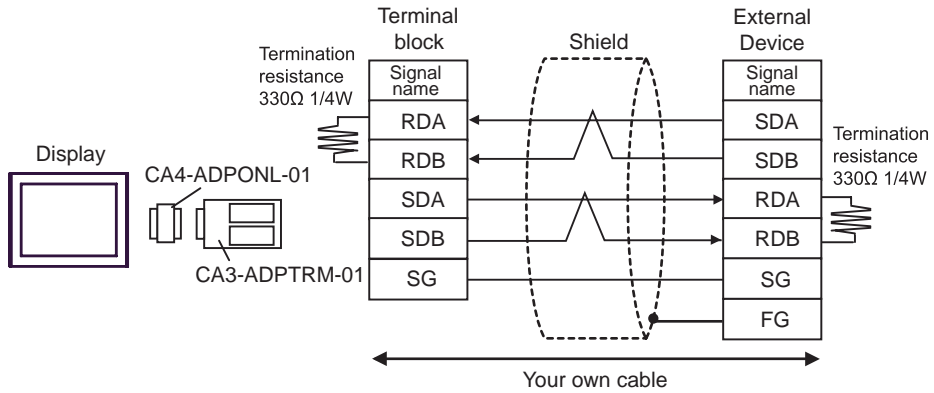 Terminal
block
Shield
External
Device
Termination
resistance
330Ω 1/4W
Signal
name
Signal
name
RDA
SDA
Termination
resistance
330Ω 1/4W
RDB
SDB
Display
CA4-ADPONL-01
SDA
RDA
SDB
RDB
CA3-ADPTRM-01
SG
SG
FG
Your own cable